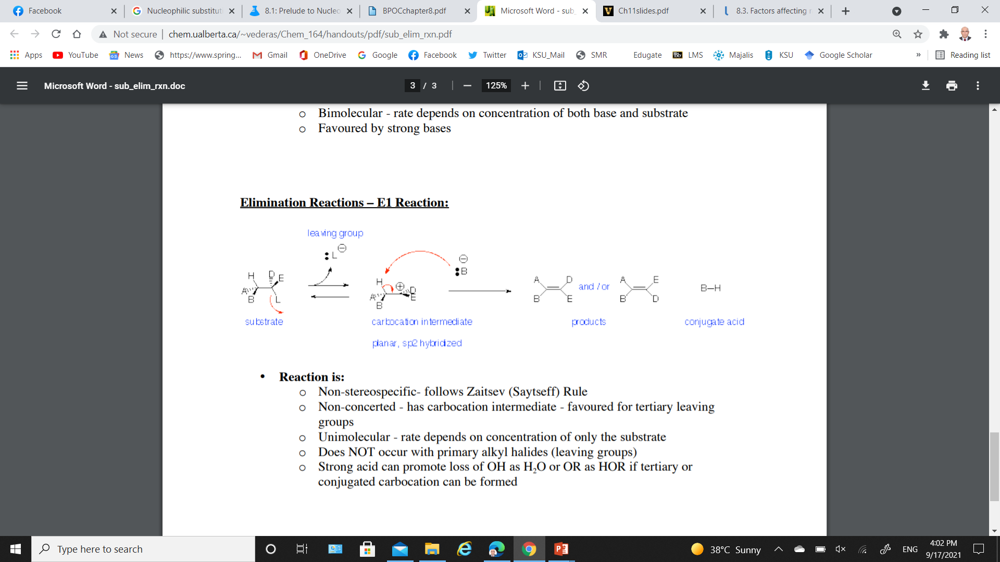 Facebook
Nucleophilic substituti
8.1: Prelude to Nucleo
BPOCchapter8.pdf
Microsoft Word - sub_
Ch11slides.pdf
8.3. Factors affecting r
Not secure
chem.ualberta.ca/~vederas/Chem_164/handouts/pdf/sub_elim_rxn.pdf
Apps
YouTube
News
https://www.spring...
Gmail
OneDrive
Google
Facebook
Twitter
KSU_Mail
SMR
Edugate
Bb LMS
Majalis
KSU
Google Scholar
»
Reading list
Microsoft Word - sub_elim_rxn.doc
3 / 3
125%
o Bimolecular - rate depends on concentration of both base and substrate
o Favoured by strong bases
Elimination Reactions – E1 Reaction:
leaving group
:L ⊖
⊖
:B
H D E
A
B L
H ⊕ D
A E
B
A D
B E
and / or
A E
B D
B–H
substrate
carbocation intermediate
products
conjugate acid
planar, sp2 hybridized
• Reaction is:
o Non-stereospecific- follows Zaitsev (Saytseff) Rule
o Non-concerted - has carbocation intermediate - favoured for tertiary leaving
groups
o Unimolecular - rate depends on concentration of only the substrate
o Does NOT occur with primary alkyl halides (leaving groups)
o Strong acid can promote loss of OH as H₂O or OR as HOR if tertiary or
conjugated carbocation can be formed
Type here to search
38°C Sunny
ENG
4:02 PM
9/17/2021